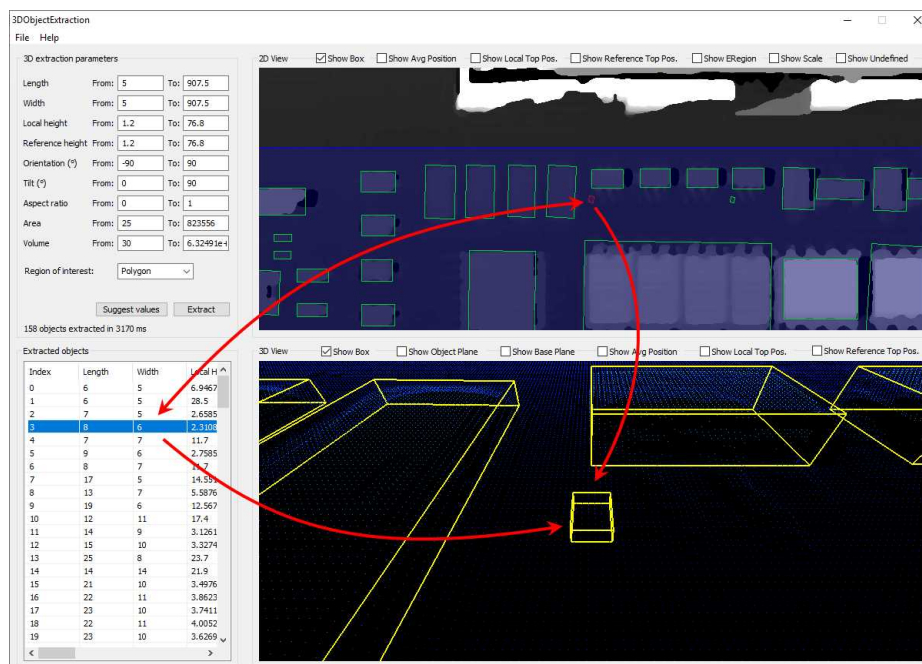 3DObjectExtraction
File Help
3D extraction parameters
Length From: 5 To: 907.5
Width From: 5 To: 907.5
Local height From: 1.2 To: 76.8
Reference height From: 1.2 To: 76.8
Orientation (°) From: -90 To: 90
Tilt (°) From: 0 To: 90
Aspect ratio From: 0 To: 1
Area From: 25 To: 823556
Volume From: 30 To: 6.32491e+
Region of interest: Polygon
Suggest values Extract
158 objects extracted in 3170 ms
2D View Show Box Show Avg Position Show Local Top Pos. Show Reference Top Pos. Show ERegion Show Scale Show Undefined
Extracted objects
Index Length Width Local H
0 6 5 6.9467
1 6 5 28.5
2 7 5 2.6585
3 8 6 2.3108
4 7 7 11.7
5 9 6 2.7585
6 8 7 11.7
7 17 5 14.551
8 13 7 5.5876
9 19 6 12.567
10 12 11 17.4
11 14 9 3.1261
12 15 10 3.3274
13 25 8 23.7
14 14 14 21.9
15 21 10 3.4976
16 22 11 3.8623
17 23 10 3.7411
18 22 11 4.0052
19 23 10 3.6269
3D View Show Box Show Object Plane Show Base Plane Show Avg Position Show Local Top Pos. Show Reference Top Pos.